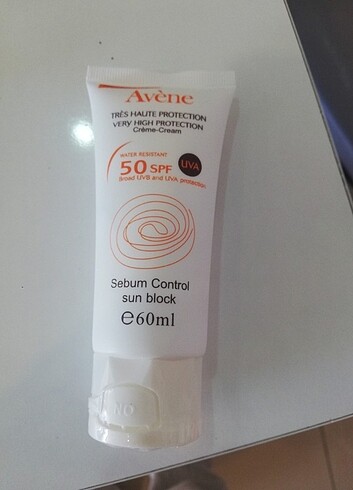 Avène
TRÈS HAUTE PROTECTION
VERY HIGH PROTECTION
Crème-Cream
WATER RESISTANT
50 SPF
UVA
Broad UVB and UVA protection
Sebum Control
sun block
℮60ml